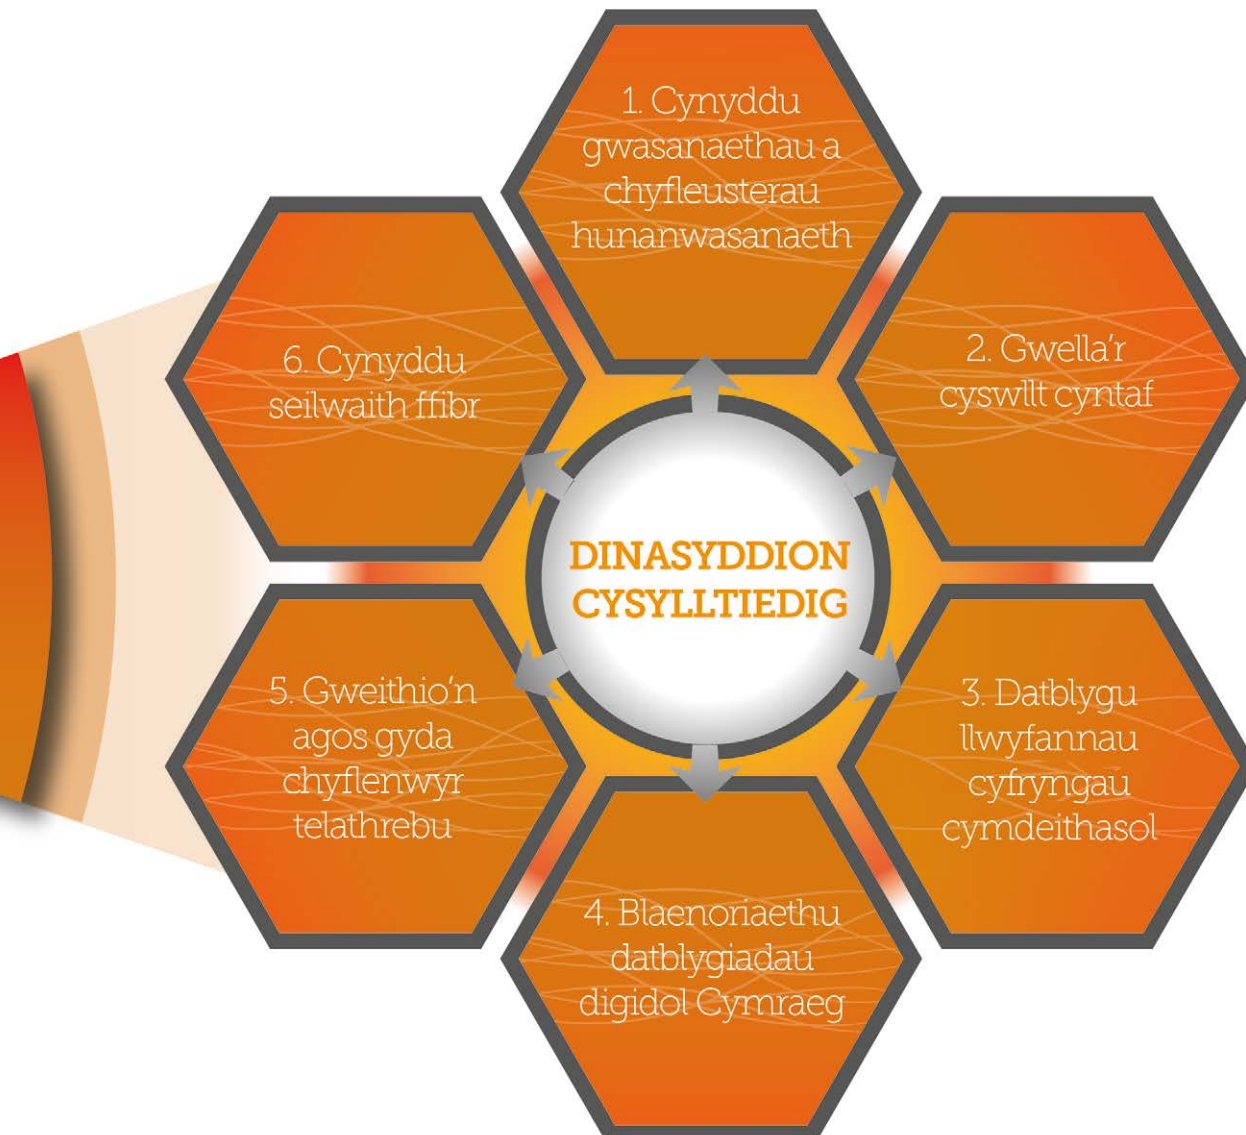 1. Cynyddu
gwasanaethau a
chyfleusterau
hunanwasanaeth
2. Gwella'r
cyswllt cyntaf
3. Datblygu
llwyfannau
cyfryngau
cymdeithasol
4. Blaenoriaethu
datblygiadau
digidol Cymraeg
5. Gweithio'n
agos gyda
chyflenwyr
telathrebu
6. Cynyddu
seilwaith ffibr
DINASYDDION
CYSYLLTIEDIG